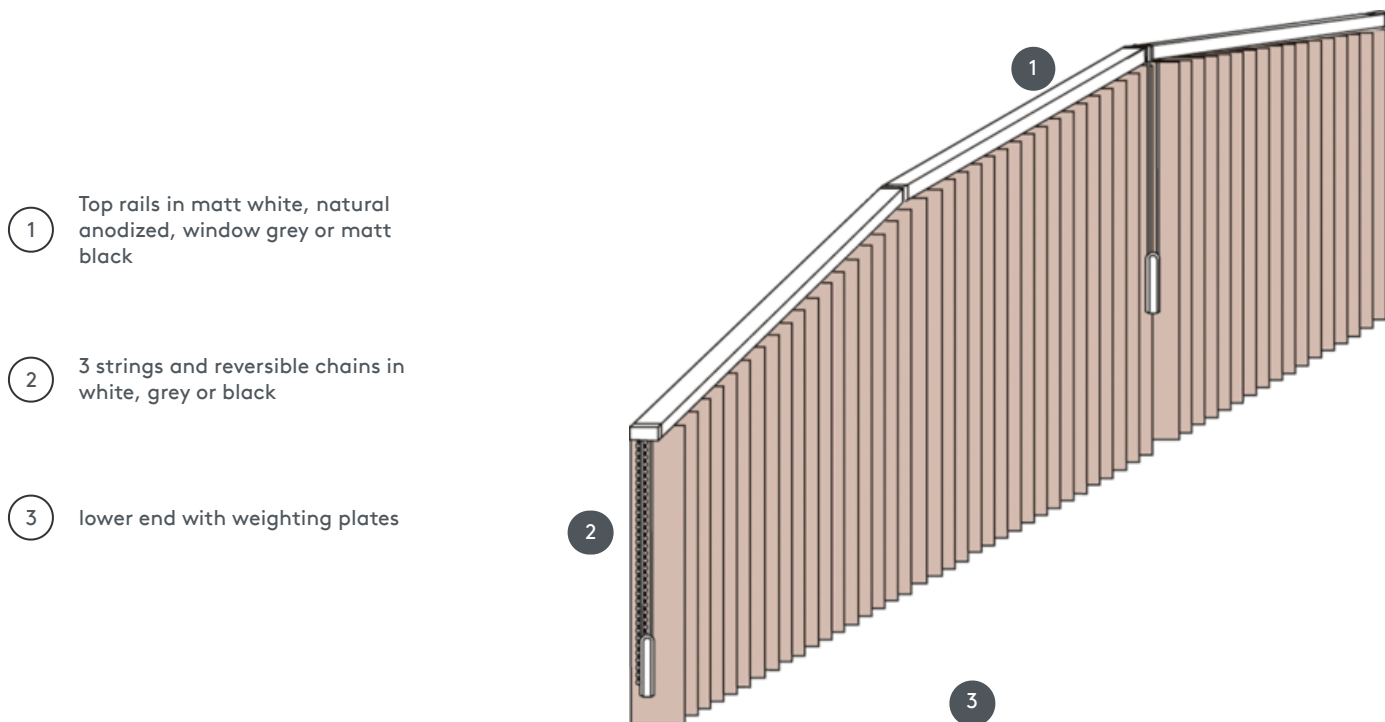 1
Top rails in matt white, natural
anodized, window grey or matt
black
2
3 strings and reversible chains in
white, grey or black
3
lower end with weighting plates
1
2
3